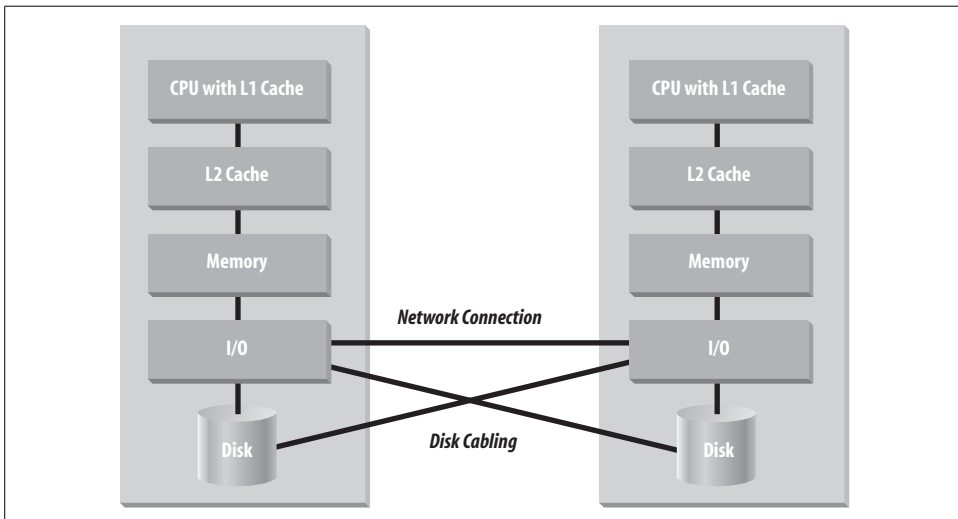 CPU with L1 Cache
L2 Cache
Memory
I/O
Disk
Network Connection
Disk Cabling
CPU with L1 Cache
L2 Cache
Memory
I/O
Disk